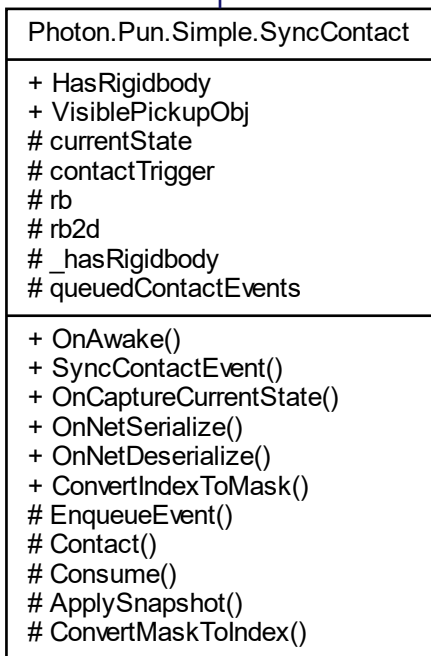 Photon.Pun.Simple.SyncContact
+ HasRigidbody
+ VisiblePickupObj
# currentState
# contactTrigger
# rb
# rb2d
# _hasRigidbody
# queuedContactEvents
+ OnAwake()
+ SyncContactEvent()
+ OnCaptureCurrentState()
+ OnNetSerialize()
+ OnNetDeserialize()
+ ConvertIndexToMask()
# EnqueueEvent()
# Contact()
# Consume()
# ApplySnapshot()
# ConvertMaskToIndex()